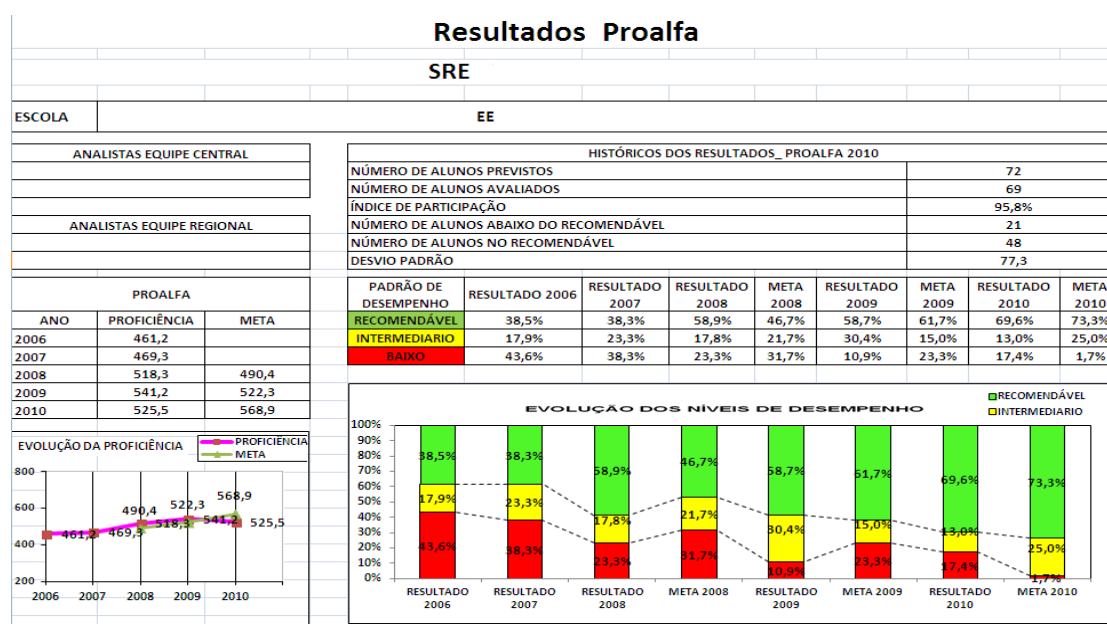 Resultados Proalfa
SRE
ESCOLA EE
ANALISTAS EQUIPE CENTRAL
ANALISTAS EQUIPE REGIONAL
HISTÓRICOS DOS RESULTADOS_ PROALFA 2010
NÚMERO DE ALUNOS PREVISTOS 72
NÚMERO DE ALUNOS AVALIADOS 69
ÍNDICE DE PARTICIPAÇÃO 95,8%
NÚMERO DE ALUNOS ABAIXO DO RECOMENDÁVEL 21
NÚMERO DE ALUNOS NO RECOMENDÁVEL 48
DESVIO PADRÃO 77,3
PROALFA
ANO PROFICIÊNCIA META
2006 461,2
2007 469,3
2008 518,3 490,4
2009 541,2 522,3
2010 525,5 568,9
PADRÃO DE DESEMPENHO RESULTADO 2006 RESULTADO 2007 RESULTADO 2008 META 2008 RESULTADO 2009 META 2009 RESULTADO 2010 META 2010
RECOMENDÁVEL 38,5% 38,3% 58,9% 46,7% 58,7% 61,7% 69,6% 73,3%
INTERMEDIARIO 17,9% 23,3% 17,8% 21,7% 30,4% 15,0% 13,0% 25,0%
BAIXO 43,6% 38,3% 23,3% 31,7% 10,9% 23,3% 17,4% 1,7%
EVOLUÇÃO DA PROFICIÊNCIA
PROFICIÊNCIA
META
800
600
400
200
461,2 469,3 490,4 518,3 522,3 541,2 568,9 525,5
2006 2007 2008 2009 2010
EVOLUÇÃO DOS NÍVEIS DE DESEMPENHO
RECOMENDÁVEL
INTERMEDIARIO
100%
90%
80%
70%
60%
50%
40%
30%
20%
10%
0%
38,5% 38,3% 58,9% 46,7% 58,7% 61,7% 69,6% 73,3%
17,9% 23,3% 17,8% 21,7% 30,4% 15,0% 13,0% 25,0%
43,6% 38,3% 23,3% 31,7% 10,9% 23,3% 17,4% 1,7%
RESULTADO 2006 RESULTADO 2007 RESULTADO 2008 META 2008 RESULTADO 2009 META 2009 RESULTADO 2010 META 2010